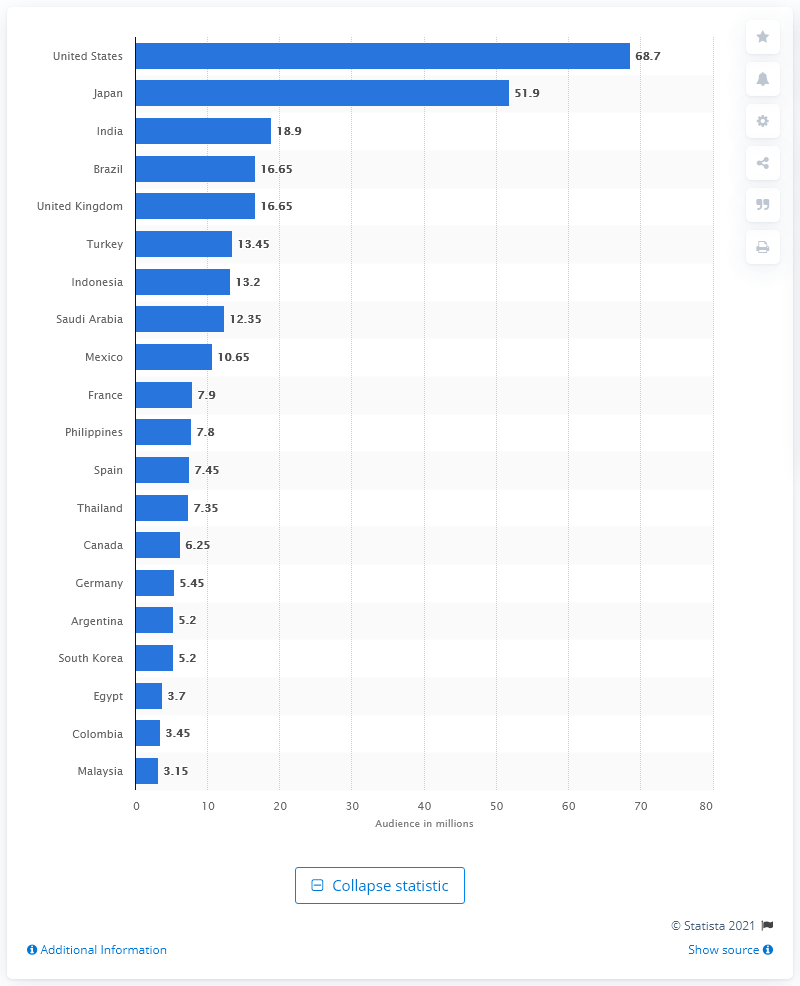 United States 68.7
Japan 51.9
India 18.9
Brazil 16.65
United Kingdom 16.65
Turkey 13.45
Indonesia 13.2
Saudi Arabia 12.35
Mexico 10.65
France 7.9
Philippines 7.8
Spain 7.45
Thailand 7.35
Canada 6.25
Germany 5.45
Argentina 5.2
South Korea 5.2
Egypt 3.7
Colombia 3.45
Malaysia 3.15
0 10 20 30 40 50 60 70 80
Audience in millions
Collapse statistic
© Statista 2021
Additional Information Show source